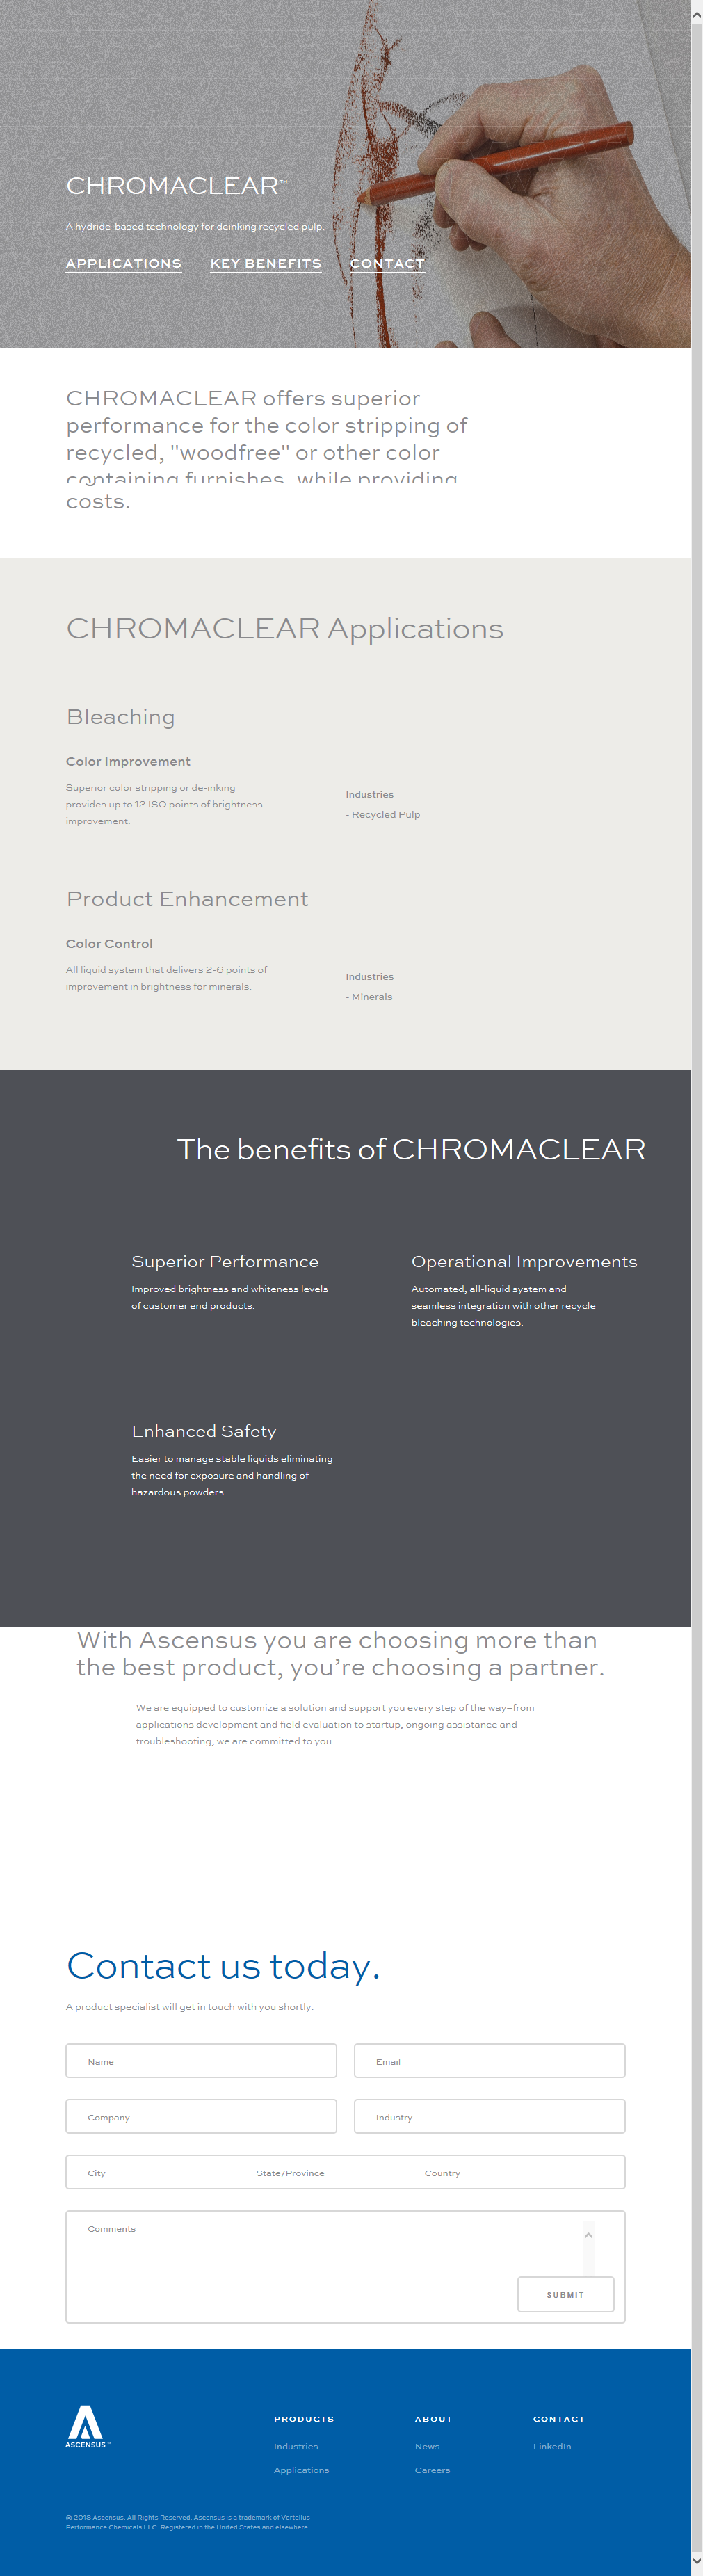 CHROMACLEAR™
A hydride-based technology for deinking recycled pulp.
APPLICATIONS KEY BENEFITS CONTACT
CHROMACLEAR offers superior
performance for the color stripping of
recycled, "woodfree" or other color
containing furnishes, while providing
costs.
CHROMACLEAR Applications
Bleaching
Color Improvement
Superior color stripping or de-inking
provides up to 12 ISO points of brightness
improvement.
Industries
- Recycled Pulp
Product Enhancement
Color Control
All liquid system that delivers 2-6 points of
improvement in brightness for minerals.
Industries
- Minerals
The benefits of CHROMACLEAR
Superior Performance
Improved brightness and whiteness levels
of customer end products.
Operational Improvements
Automated, all-liquid system and
seamless integration with other recycle
bleaching technologies.
Enhanced Safety
Easier to manage stable liquids eliminating
the need for exposure and handling of
hazardous powders.
With Ascensus you are choosing more than
the best product, you’re choosing a partner.
We are equipped to customize a solution and support you every step of the way–from
applications development and field evaluation to startup, ongoing assistance and
troubleshooting, we are committed to you.
Contact us today.
A product specialist will get in touch with you shortly.
Name Email
Company Industry
City State/Province Country
Comments
SUBMIT
ASCENSUS™
PRODUCTS
Industries
Applications
ABOUT
News
Careers
CONTACT
LinkedIn
© 2018 Ascensus. All Rights Reserved. Ascensus is a trademark of Vertellus
Performance Chemicals LLC, Registered in the United States and elsewhere.